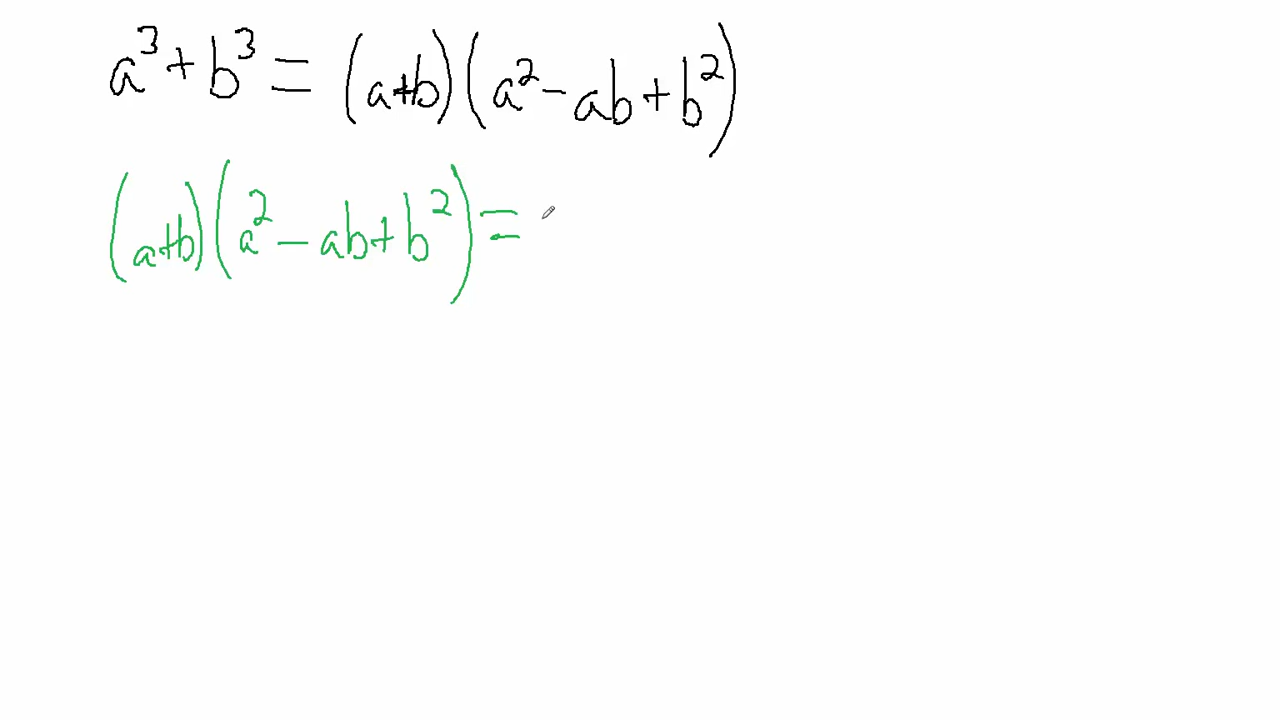 a³ + b³ = (a+b)(a² - ab + b²)
(a+b)(a² - ab + b²) =